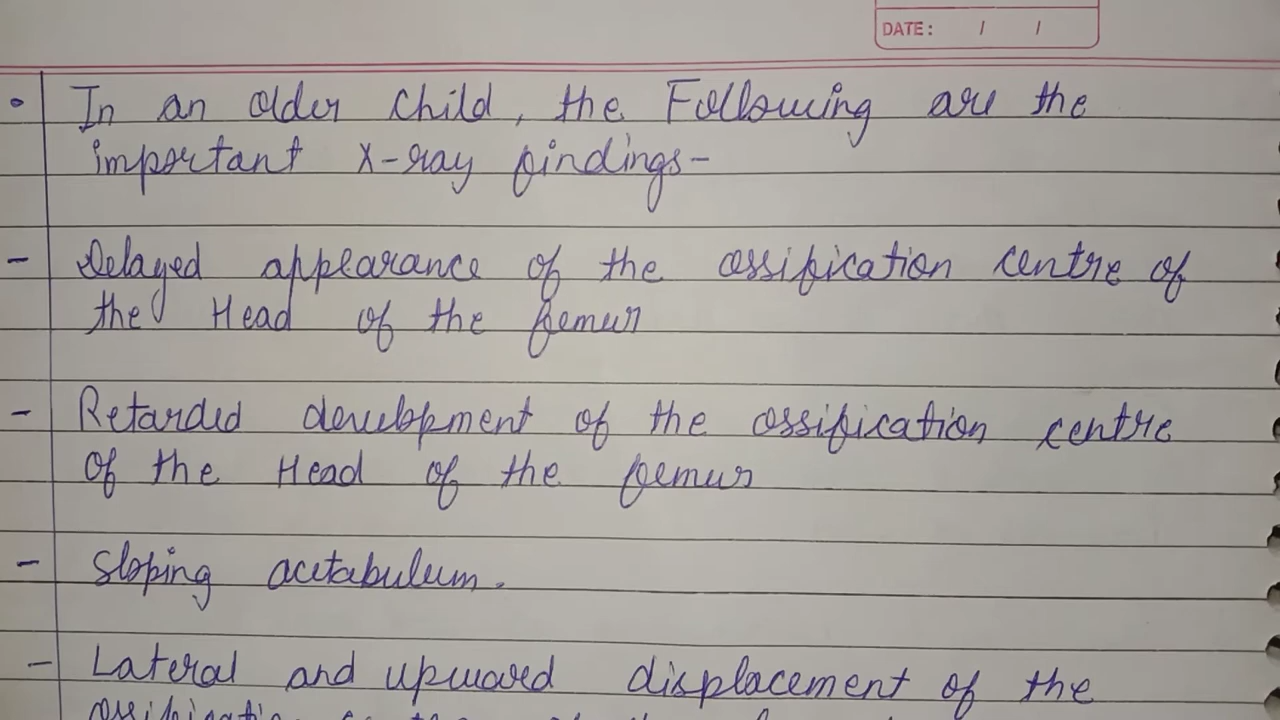 DATE: / /
• In an older child, the Following are the
important X-ray findings-
- Delayed appearance of the ossification centre of
the Head of the femur
- Retarded development of the ossification centre
of the Head of the femur
- Sloping acetabulum.
- Lateral and upward displacement of the